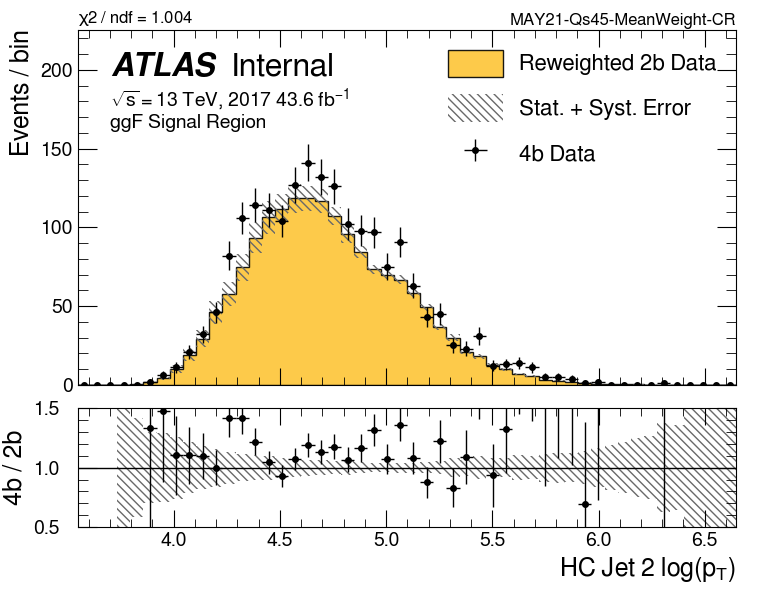 χ2 / ndf = 1.004
MAY21-Qs45-MeanWeight-CR
Events / bin
ATLAS Internal
√s = 13 TeV, 2017 43.6 fb⁻¹
ggF Signal Region
Reweighted 2b Data
Stat. + Syst. Error
4b Data
200
150
100
50
0
4b / 2b
1.5
1.0
0.5
4.0 4.5 5.0 5.5 6.0 6.5
HC Jet 2 log(p_T)